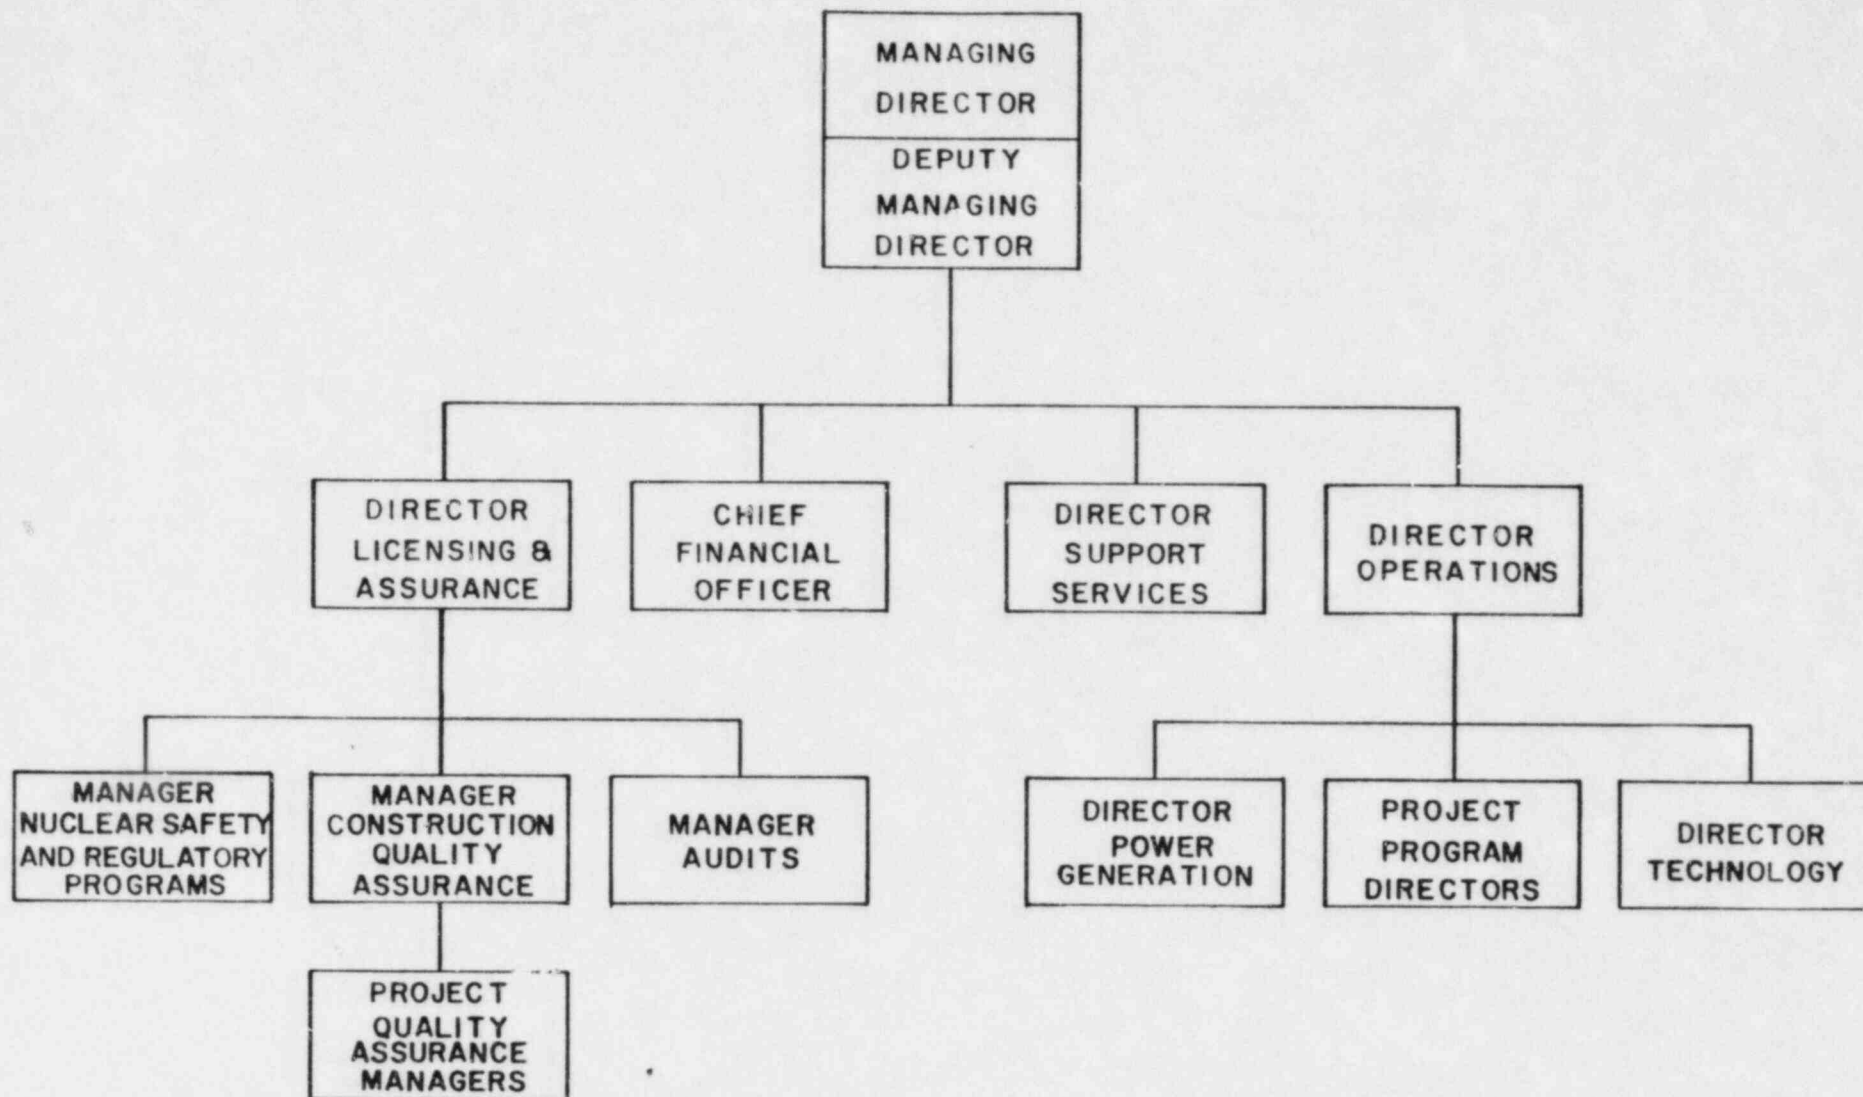 MANAGING
DIRECTOR
DEPUTY
MANAGING
DIRECTOR
DIRECTOR
LICENSING &
ASSURANCE
CHIEF
FINANCIAL
OFFICER
DIRECTOR
SUPPORT
SERVICES
DIRECTOR
OPERATIONS
MANAGER
NUCLEAR SAFETY
AND REGULATORY
PROGRAMS
MANAGER
CONSTRUCTION
QUALITY
ASSURANCE
MANAGER
AUDITS
DIRECTOR
POWER
GENERATION
PROJECT
PROGRAM
DIRECTORS
DIRECTOR
TECHNOLOGY
PROJECT
QUALITY
ASSURANCE
MANAGERS